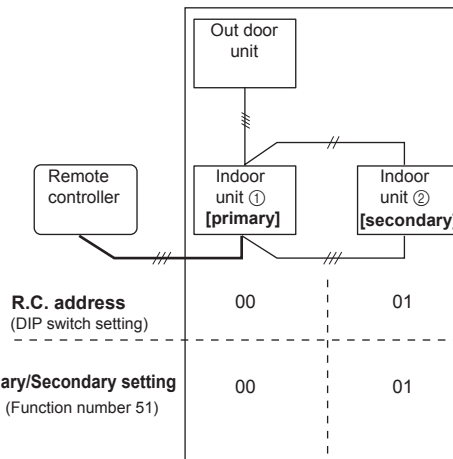 Out door
unit
Remote
controller
Indoor
unit ①
[primary]
Indoor
unit ②
[secondary]
R.C. address
(DIP switch setting)
00
01
ary/Secondary setting
(Function number 51)
00
01